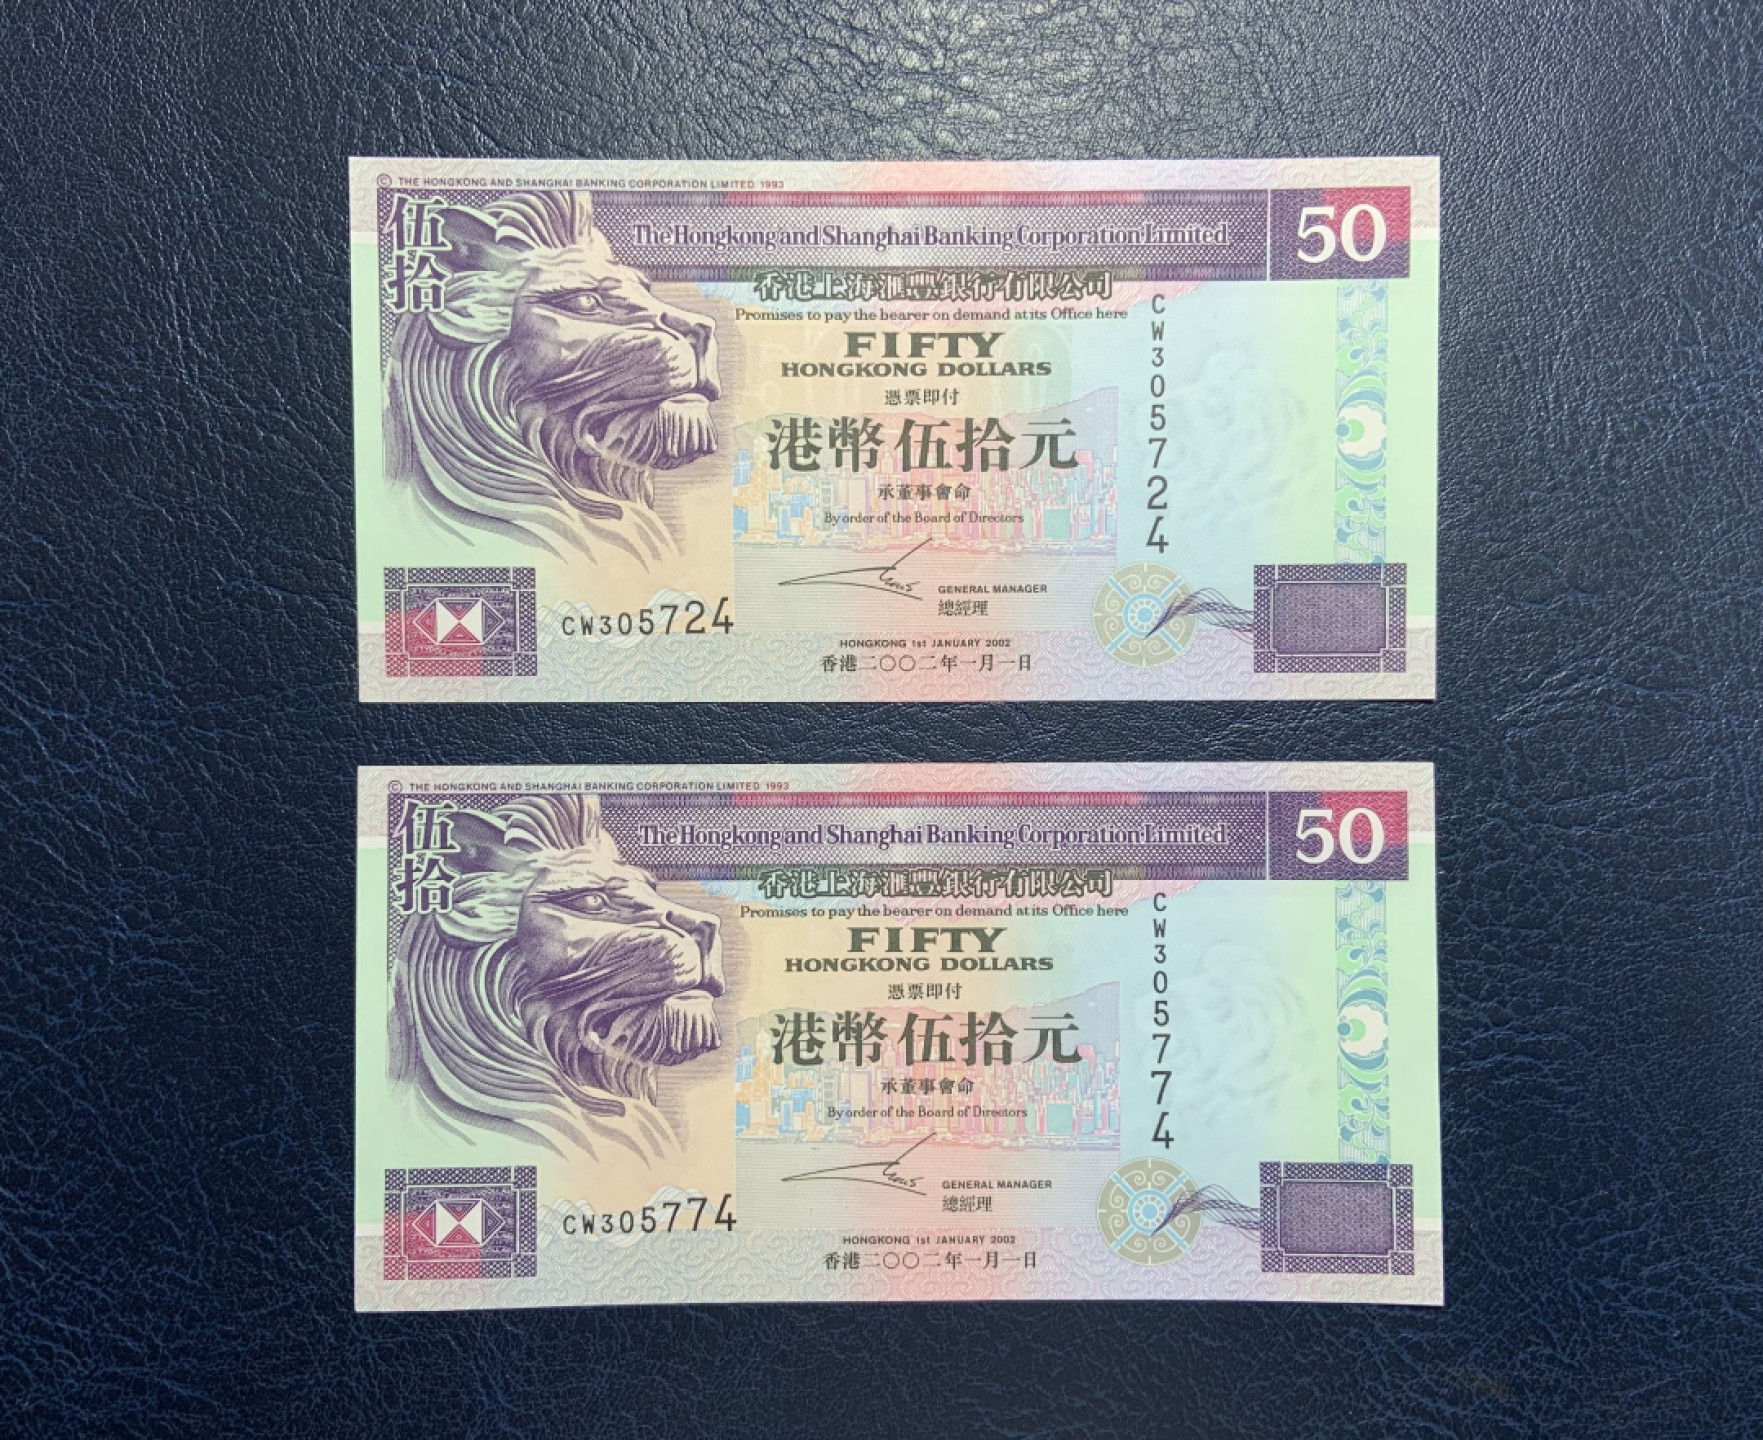 © THE HONGKONG AND SHANGHAI BANKING CORPORATION LIMITED 1993
伍拾
The Hongkong and Shanghai Banking Corporation Limited
50
香港上海滙豐銀行有限公司
Promises to pay the bearer on demand at its Office here
FIFTY
HONGKONG DOLLARS
憑票即付
港幣伍拾元
承董事會命
By order of the Board of Directors
CW305724
GENERAL MANAGER
總經理
CW305724
HONGKONG 1st JANUARY 2002
香港二〇〇二年一月一日
© THE HONGKONG AND SHANGHAI BANKING CORPORATION LIMITED 1993
伍拾
The Hongkong and Shanghai Banking Corporation Limited
50
香港上海滙豐銀行有限公司
Promises to pay the bearer on demand at its Office here
FIFTY
HONGKONG DOLLARS
憑票即付
港幣伍拾元
承董事會命
By order of the Board of Directors
CW305774
GENERAL MANAGER
總經理
CW305774
HONGKONG 1st JANUARY 2002
香港二〇〇二年一月一日